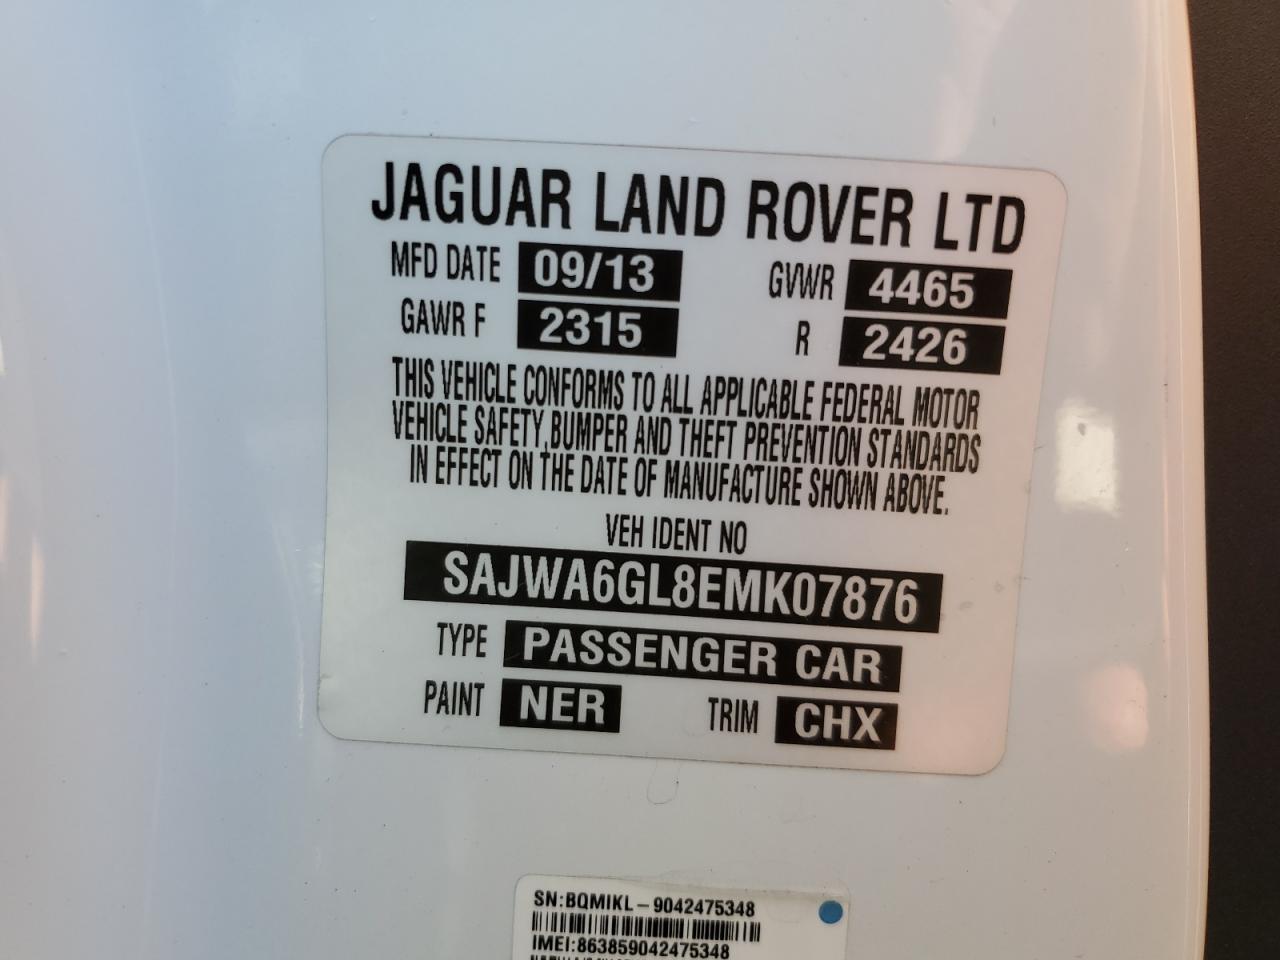 JAGUAR LAND ROVER LTD
MFD DATE 09/13 GVWR 4465
GAWR F 2315 R 2426
THIS VEHICLE CONFORMS TO ALL APPLICABLE FEDERAL MOTOR
VEHICLE SAFETY,BUMPER AND THEFT PREVENTION STANDARDS
IN EFFECT ON THE DATE OF MANUFACTURE SHOWN ABOVE.
VEH IDENT NO
SAJWA6GL8EMK07876
TYPE PASSENGER CAR
PAINT NER TRIM CHX
SN:BQMIKL-9042475348
IMEI:863859042475348